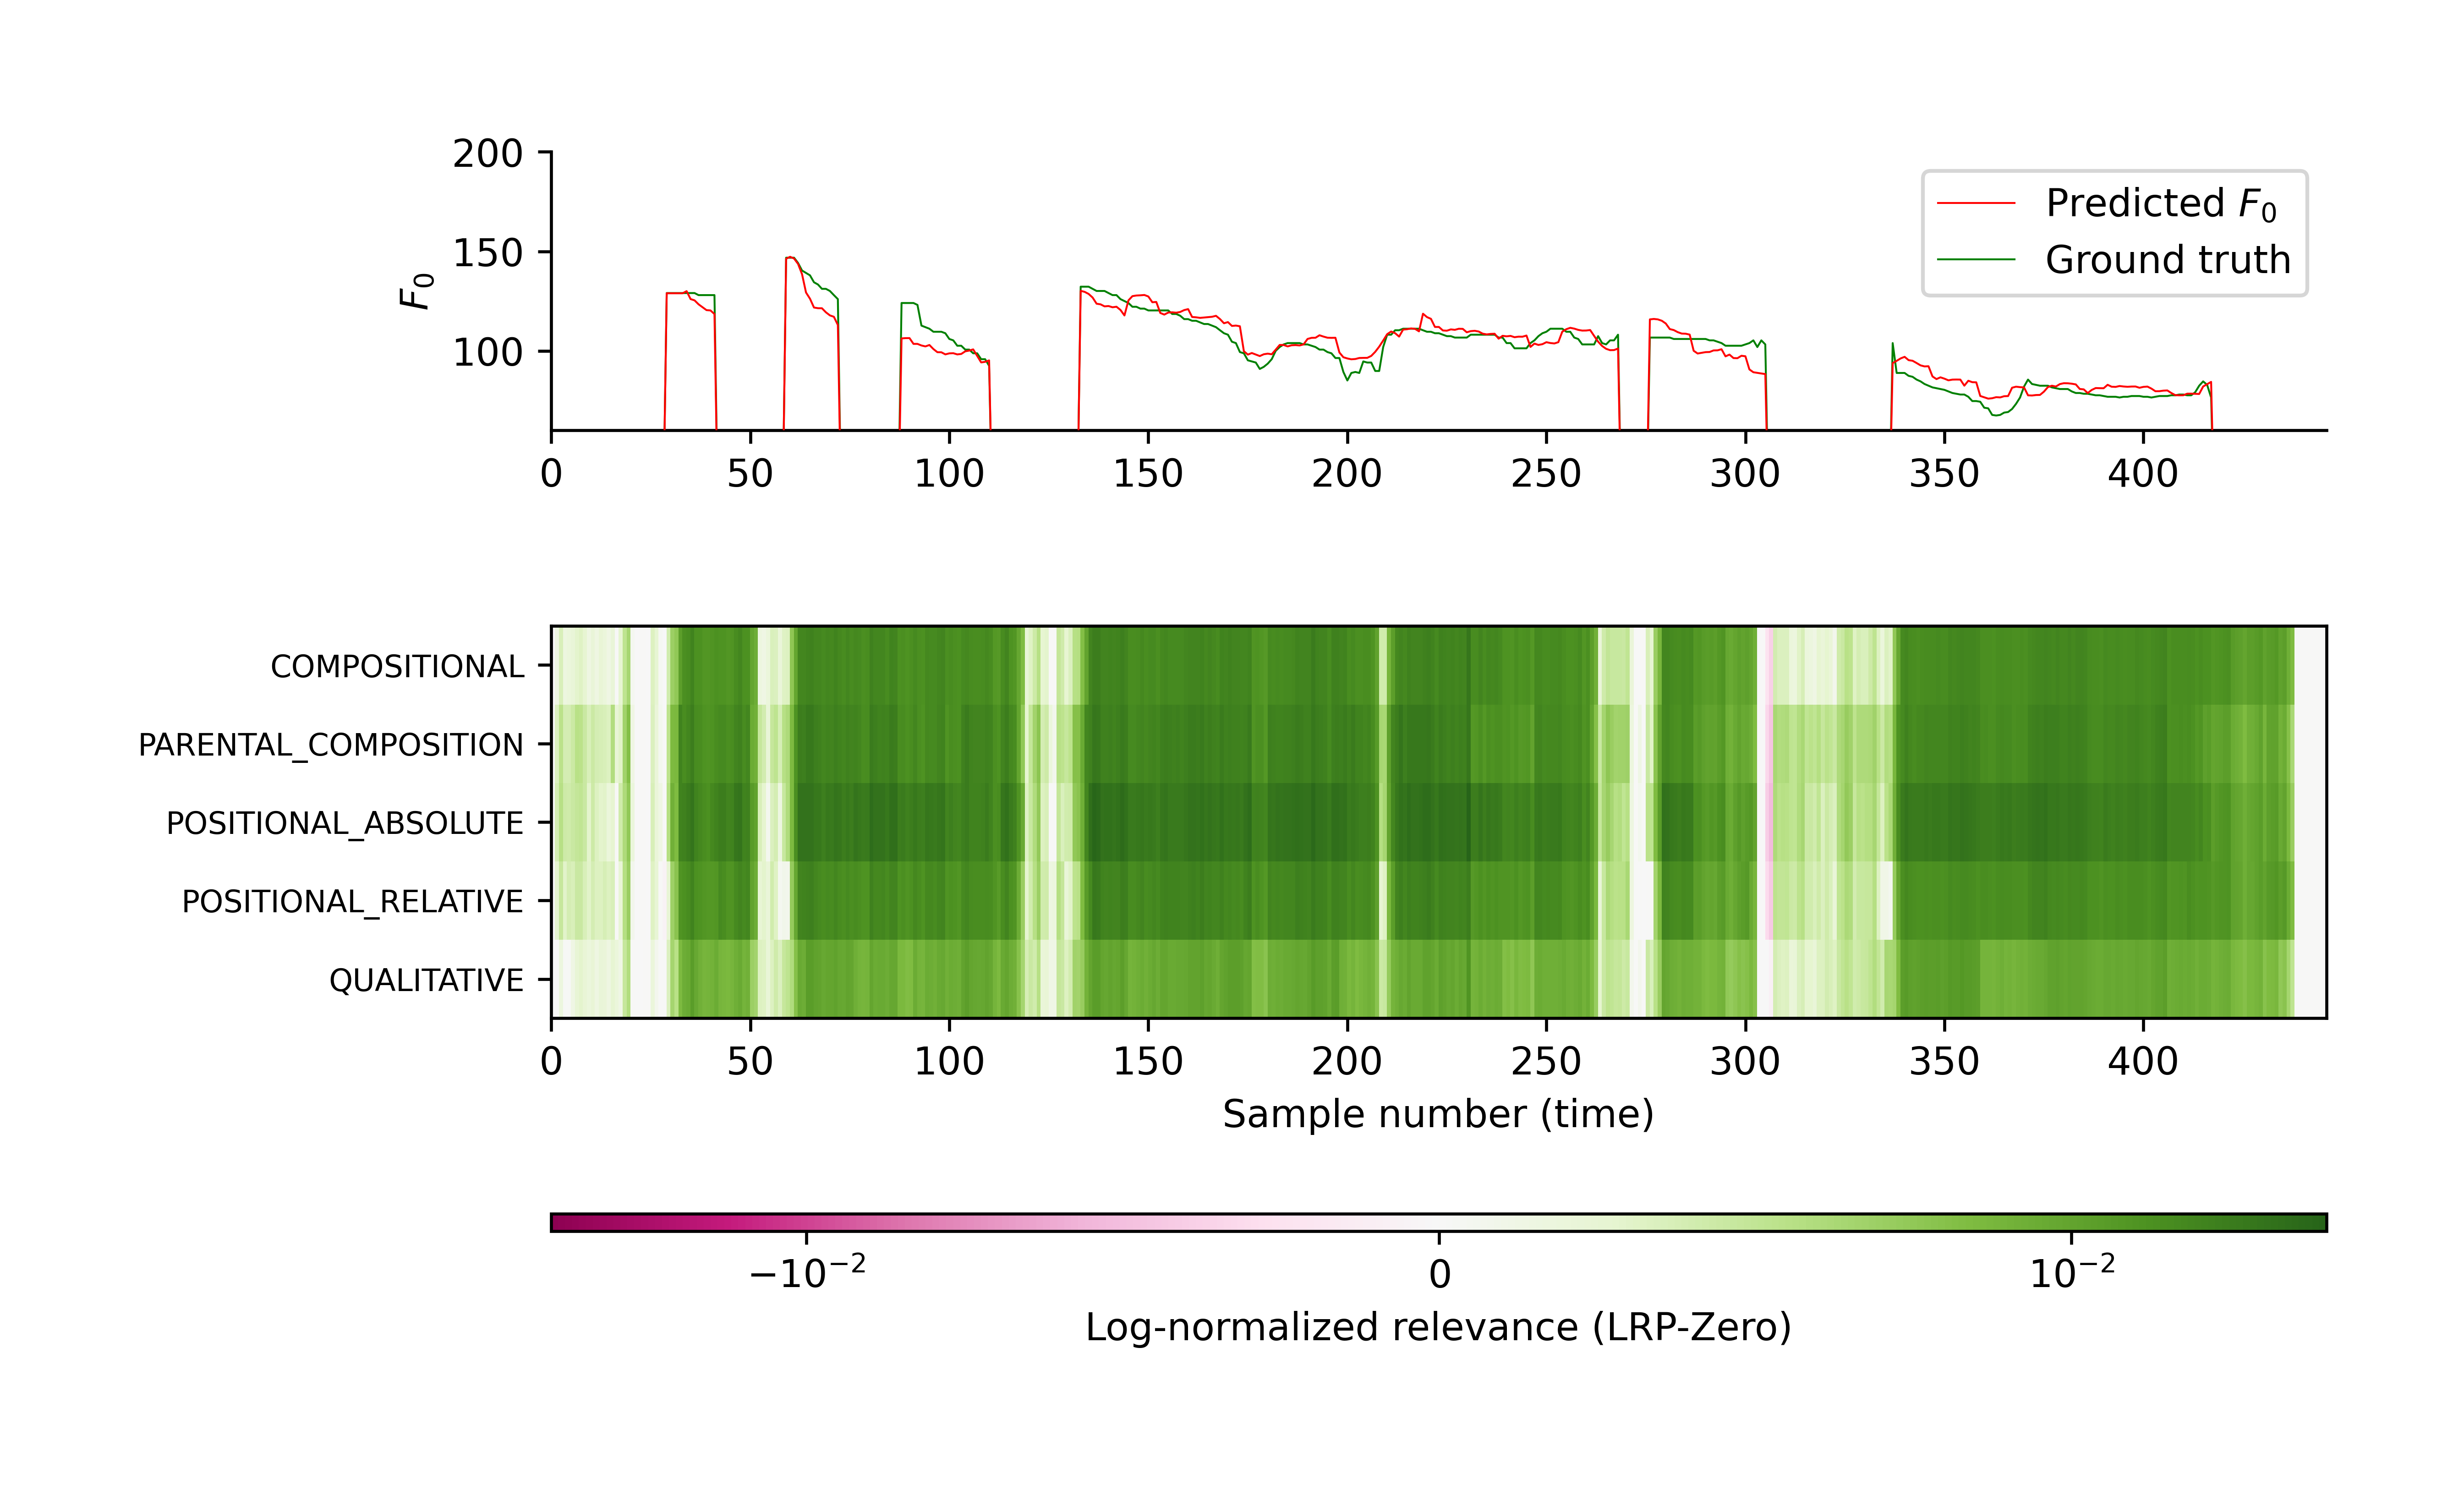 200
150
100
F₀
Predicted F₀
Ground truth
0 50 100 150 200 250 300 350 400
COMPOSITIONAL
PARENTAL_COMPOSITION
POSITIONAL_ABSOLUTE
POSITIONAL_RELATIVE
QUALITATIVE
0 50 100 150 200 250 300 350 400
Sample number (time)
−10⁻² 0 10⁻²
Log-normalized relevance (LRP-Zero)